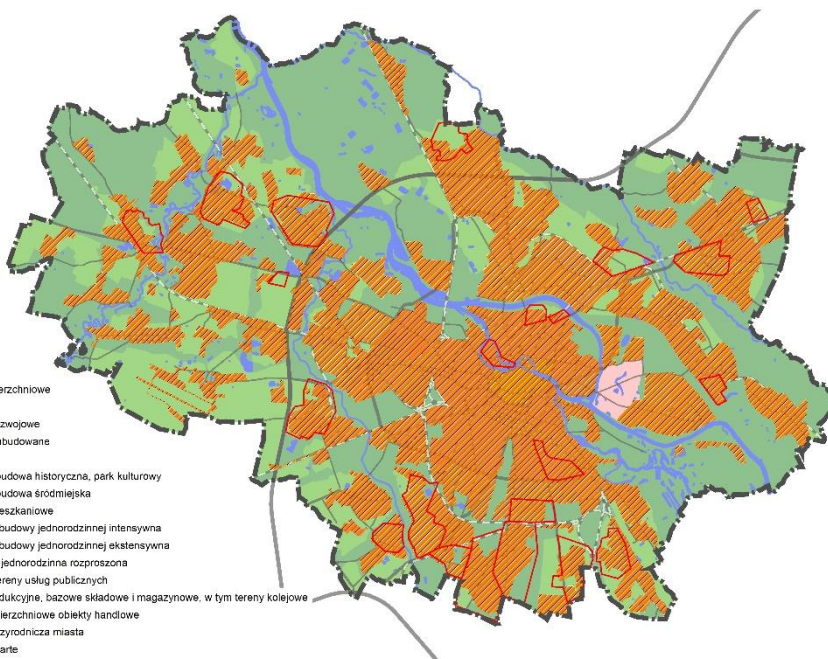 erzchniowe
zwojowe
abudowane
budowa historyczna, park kulturowy
budowa śródmiejska
eszkaniowe
budowy jednorodzinnej intensywna
budowy jednorodzinnej ekstensywna
jednorodzinna rozproszona
ereny usług publicznych
dukcyjne, bazowe składowe i magazynowe, w tym tereny kolejowe
ierzchniowe obiekty handlowe
zyrodnicza miasta
arte